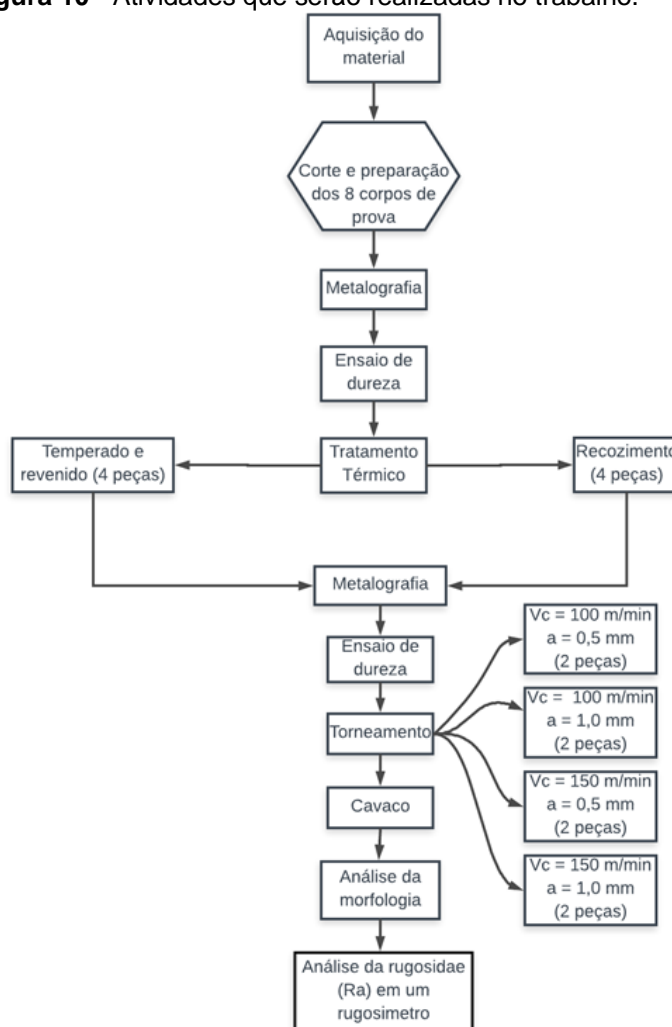 gura 10 - Atividades que serão realizadas no trabalho.
Aquisição do
material
Corte e preparação
dos 8 corpos de
prova
Metalografia
Ensaio de
dureza
Temperado e
revenido (4 peças)
Tratamento
Térmico
Recozimento
(4 peças)
Metalografia
Ensaio de
dureza
Torneamento
Vc = 100 m/min
a = 0,5 mm
(2 peças)
Vc = 100 m/min
a = 1,0 mm
(2 peças)
Vc = 150 m/min
a = 0,5 mm
(2 peças)
Vc = 150 m/min
a = 1,0 mm
(2 peças)
Cavaco
Análise da
morfologia
Análise da rugosidae
(Ra) em um
rugosimetro